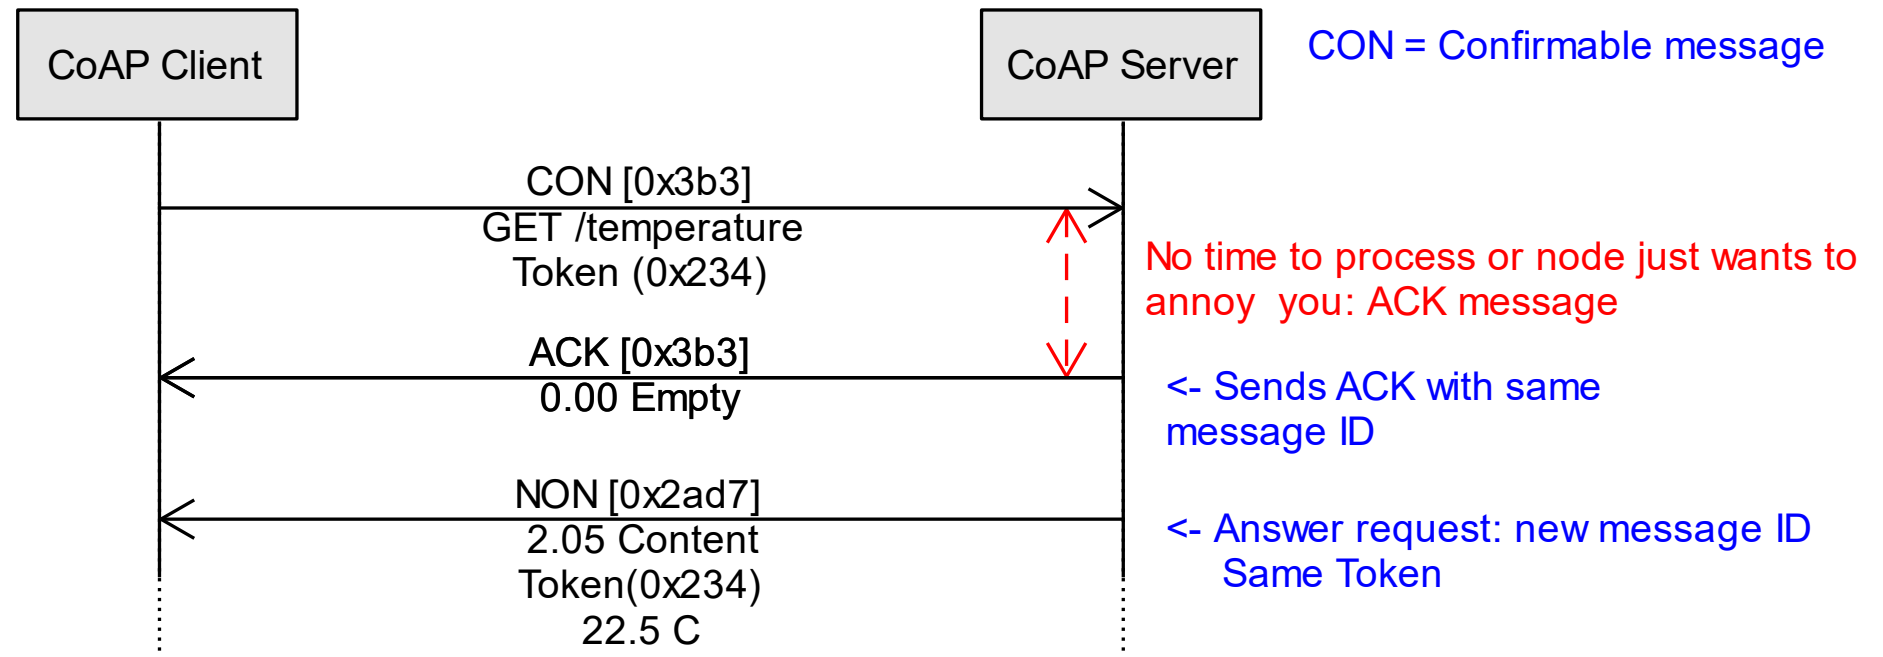 CoAP Client
CoAP Server
CON = Confirmable message
CON [0x3b3]
GET /temperature
Token (0x234)
No time to process or node just wants to
annoy  you: ACK message
ACK [0x3b3]
0.00 Empty
<- Sends ACK with same
message ID
NON [0x2ad7]
2.05 Content
Token(0x234)
22.5 C
<- Answer request: new message ID
Same Token